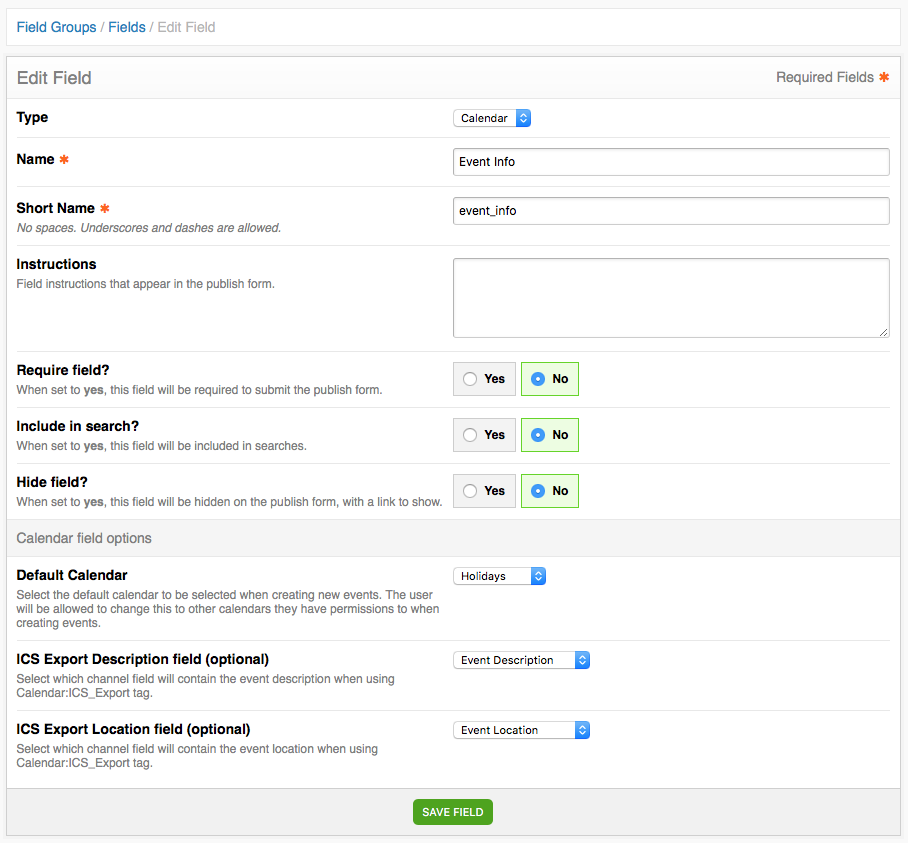 Field Groups / Fields / Edit Field
Edit Field
Required Fields ✱
Type
Calendar
Name ✱
Event Info
Short Name ✱
No spaces. Underscores and dashes are allowed.
event_info
Instructions
Field instructions that appear in the publish form.
Require field?
When set to yes, this field will be required to submit the publish form.
Yes
No
Include in search?
When set to yes, this field will be included in searches.
Yes
No
Hide field?
When set to yes, this field will be hidden on the publish form, with a link to show.
Yes
No
Calendar field options
Default Calendar
Select the default calendar to be selected when creating new events. The user
will be allowed to change this to other calendars they have permissions to when
creating events.
Holidays
ICS Export Description field (optional)
Select which channel field will contain the event description when using
Calendar:ICS_Export tag.
Event Description
ICS Export Location field (optional)
Select which channel field will contain the event location when using
Calendar:ICS_Export tag.
Event Location
SAVE FIELD